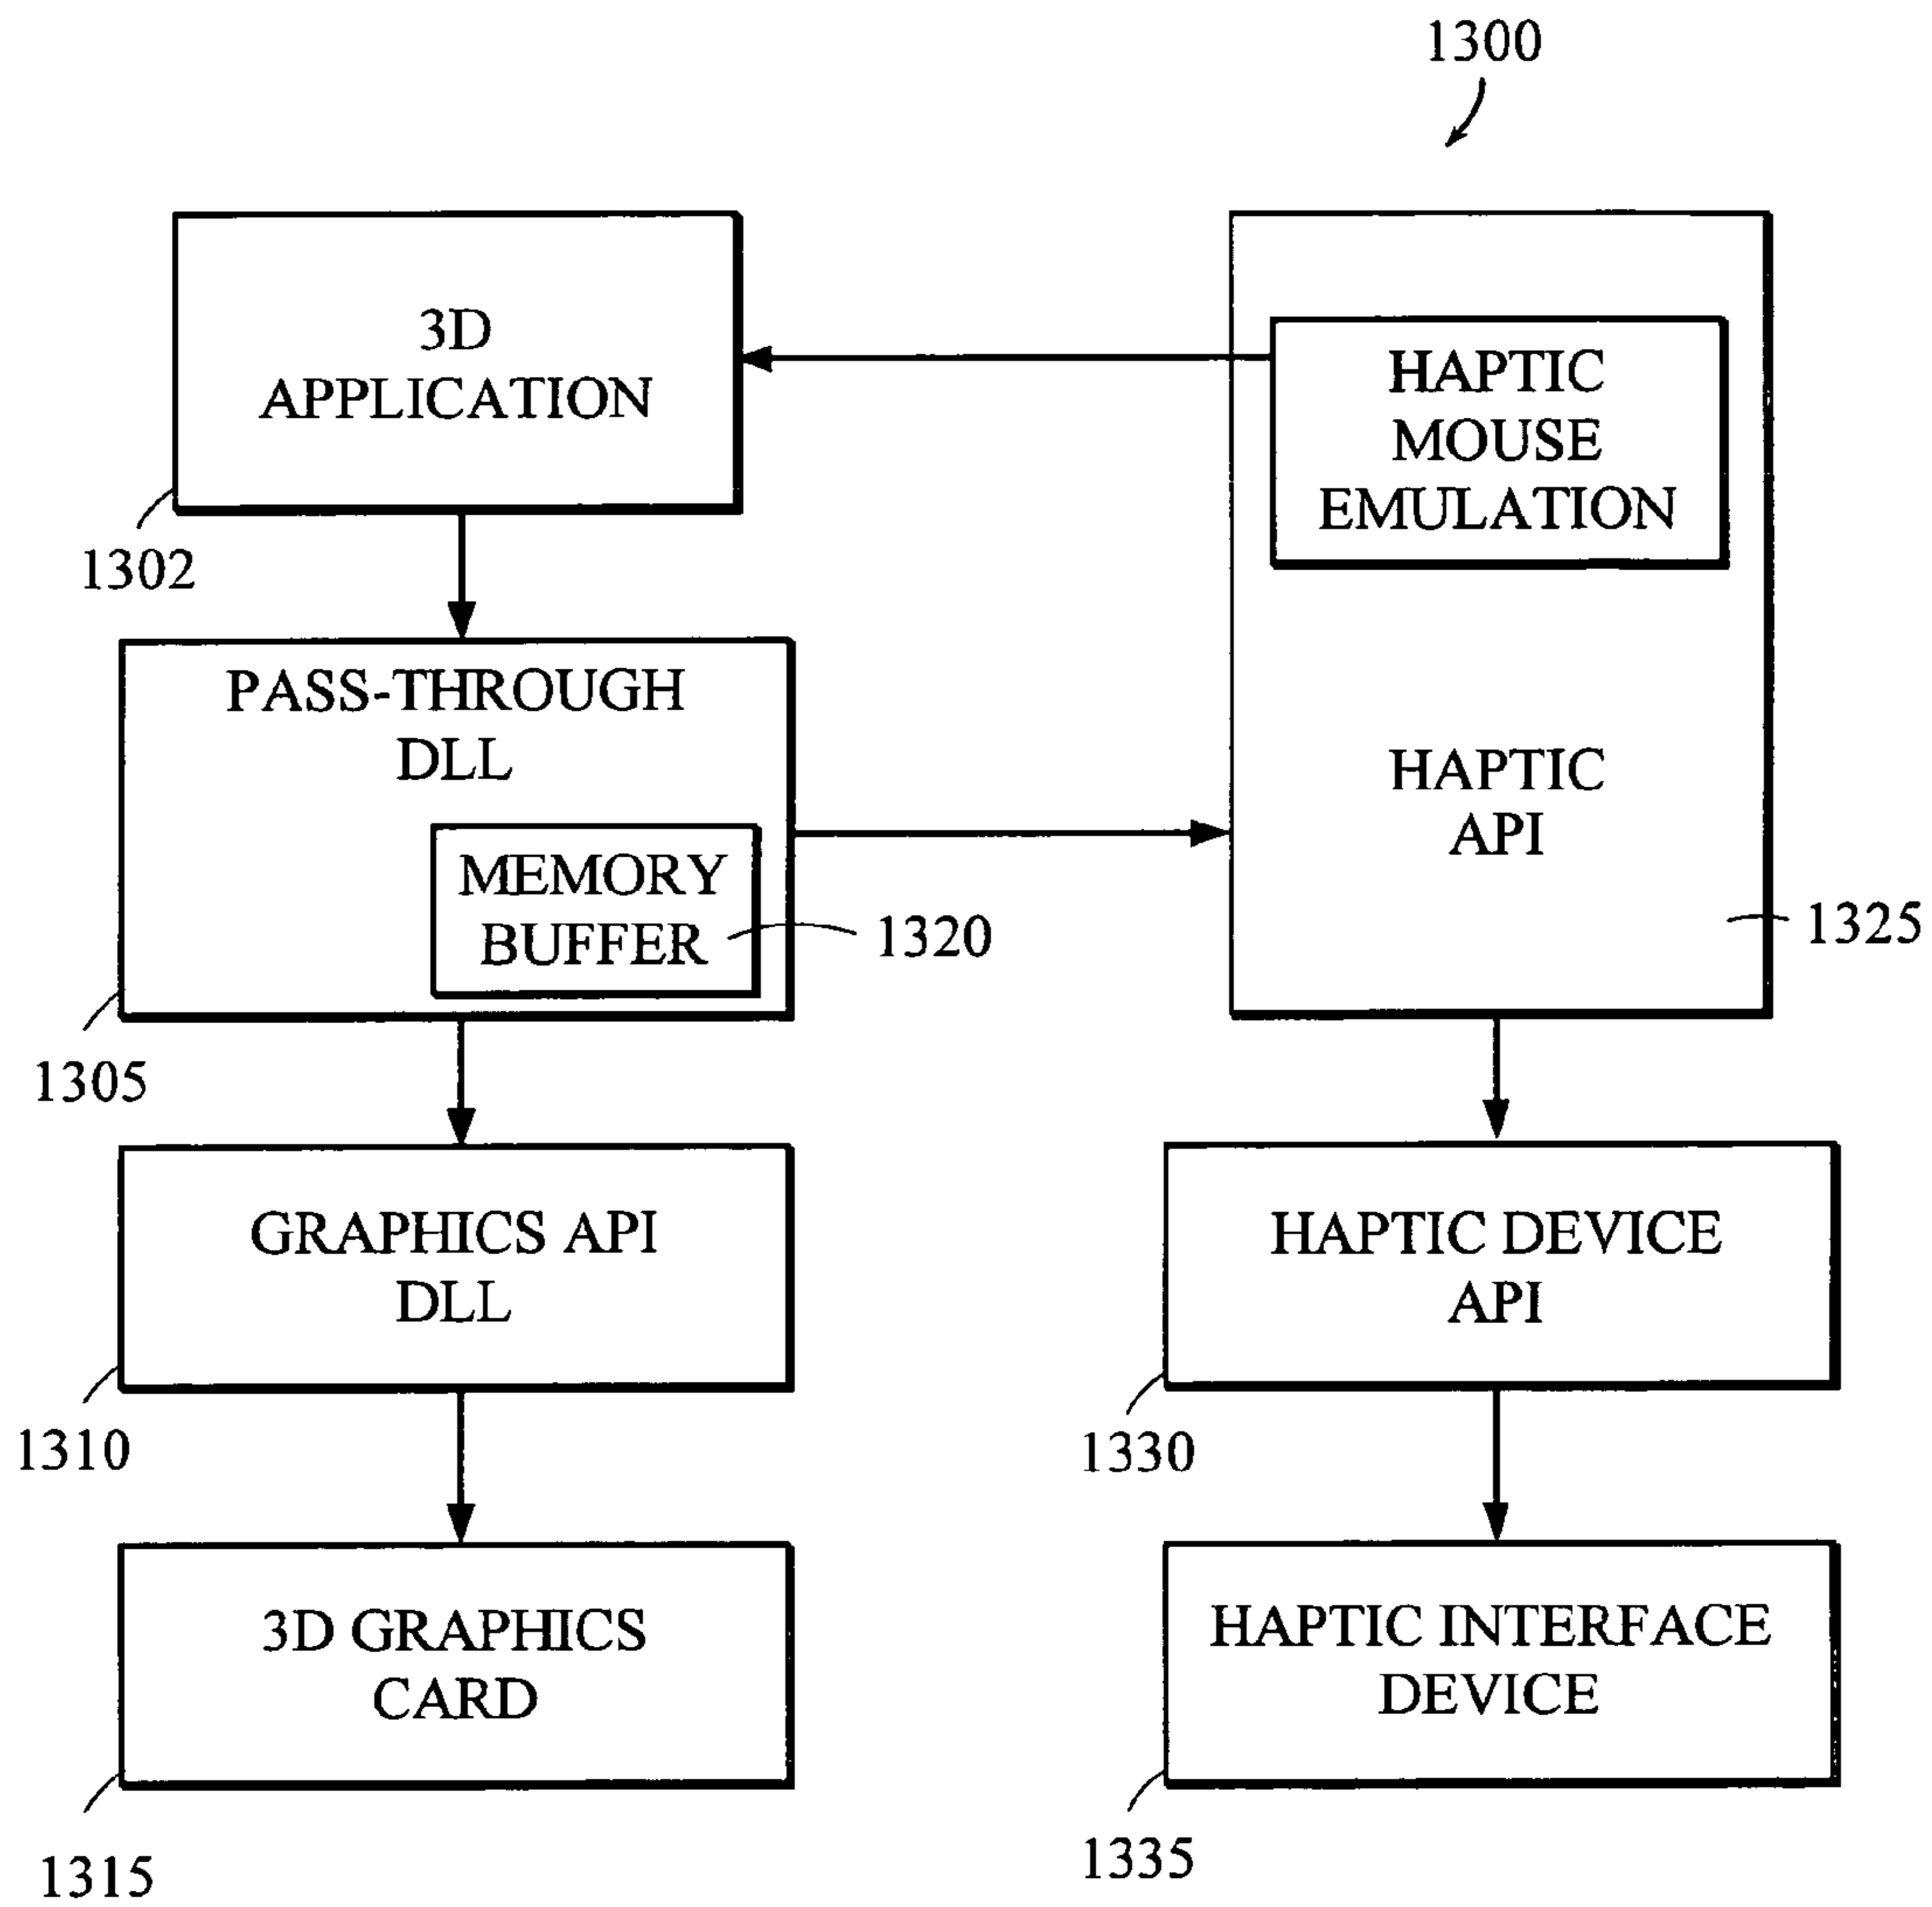 1300
3D
APPLICATION
1302
HAPTIC
MOUSE
EMULATION
PASS-THROUGH
DLL
MEMORY
BUFFER
1320
1305
HAPTIC
API
1325
GRAPHICS API
DLL
1310
HAPTIC DEVICE
API
1330
3D GRAPHICS
CARD
1315
HAPTIC INTERFACE
DEVICE
1335